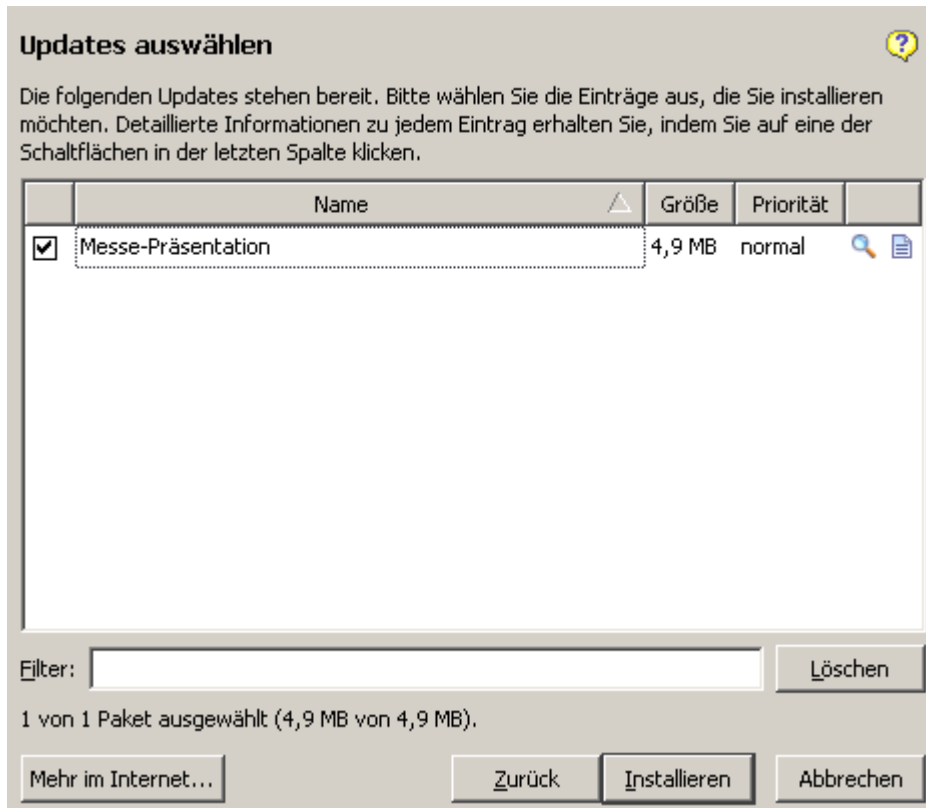 Updates auswählen
Die folgenden Updates stehen bereit. Bitte wählen Sie die Einträge aus, die Sie installieren
möchten. Detaillierte Informationen zu jedem Eintrag erhalten Sie, indem Sie auf eine der
Schaltflächen in der letzten Spalte klicken.
Name Größe Priorität
Messe-Präsentation 4,9 MB normal
Filter: Löschen
1 von 1 Paket ausgewählt (4,9 MB von 4,9 MB).
Mehr im Internet... Zurück Installieren Abbrechen